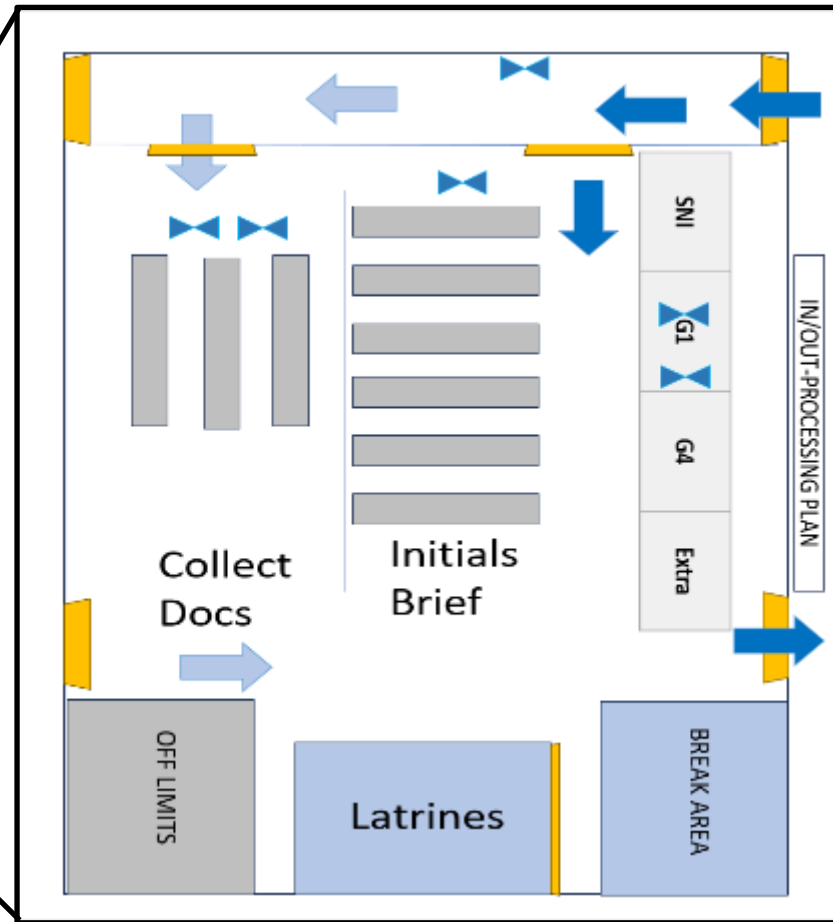 SNI
G1
G4
Extra
IN/OUT-PROCESSING PLAN
Collect
Docs
Initials
Brief
OFF LIMITS
Latrines
BREAK AREA